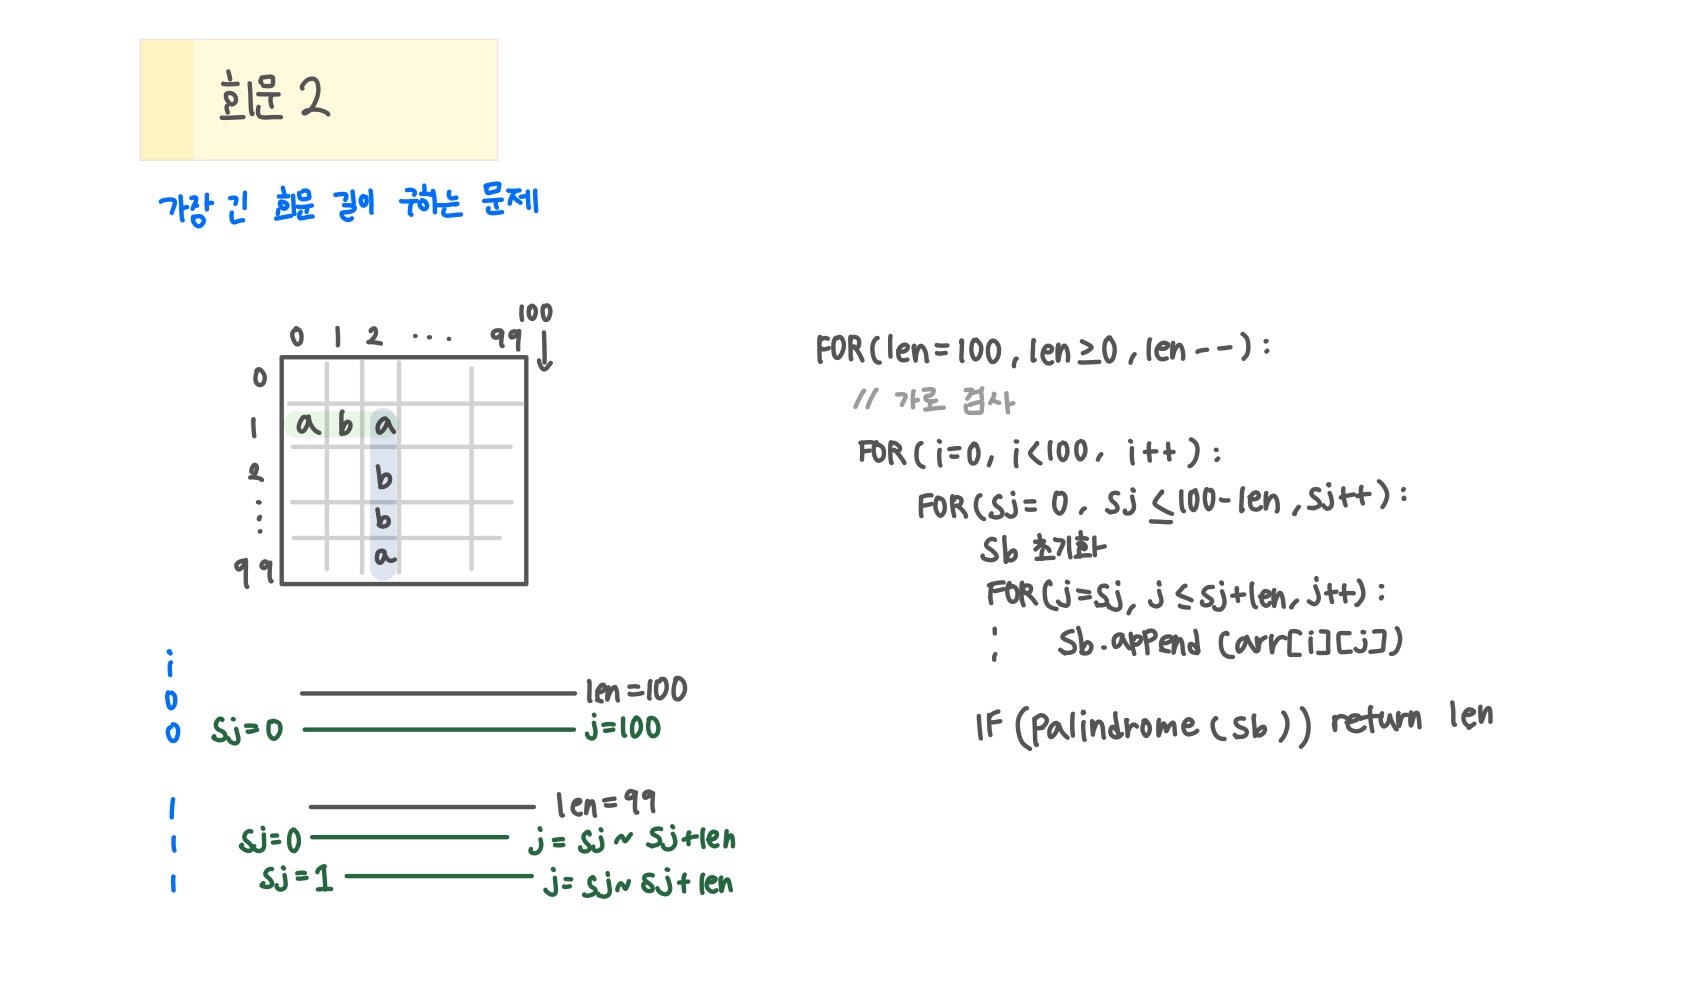 회문 2
가장 긴 회문 길이 구하는 문제
100
0 1 2 ... 99
0
1 a b a
2 b
⋮ b
a
99
i
0 len=100
0 sj=0 j=100
1 len=99
1 sj=0 j= sj ~ sj+len
1 sj=1 j= sj~ sj+len
FOR(len=100, len≥0, len--):
// 가로 검사
FOR(i=0, i<100, i++):
FOR(sj= 0, sj ≤100-len, sj++):
sb 초기화
FOR(j=sj, j ≤sj+len, j++):
sb.append (arr[i][j])
IF (Palindrome(sb)) return len